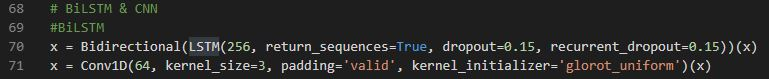 68 # BiLSTM & CNN
69 #BiLSTM
70 x = Bidirectional(LSTM(256, return_sequences=True, dropout=0.15, recurrent_dropout=0.15))(x)
71 x = Conv1D(64, kernel_size=3, padding='valid', kernel_initializer='glorot_uniform')(x)